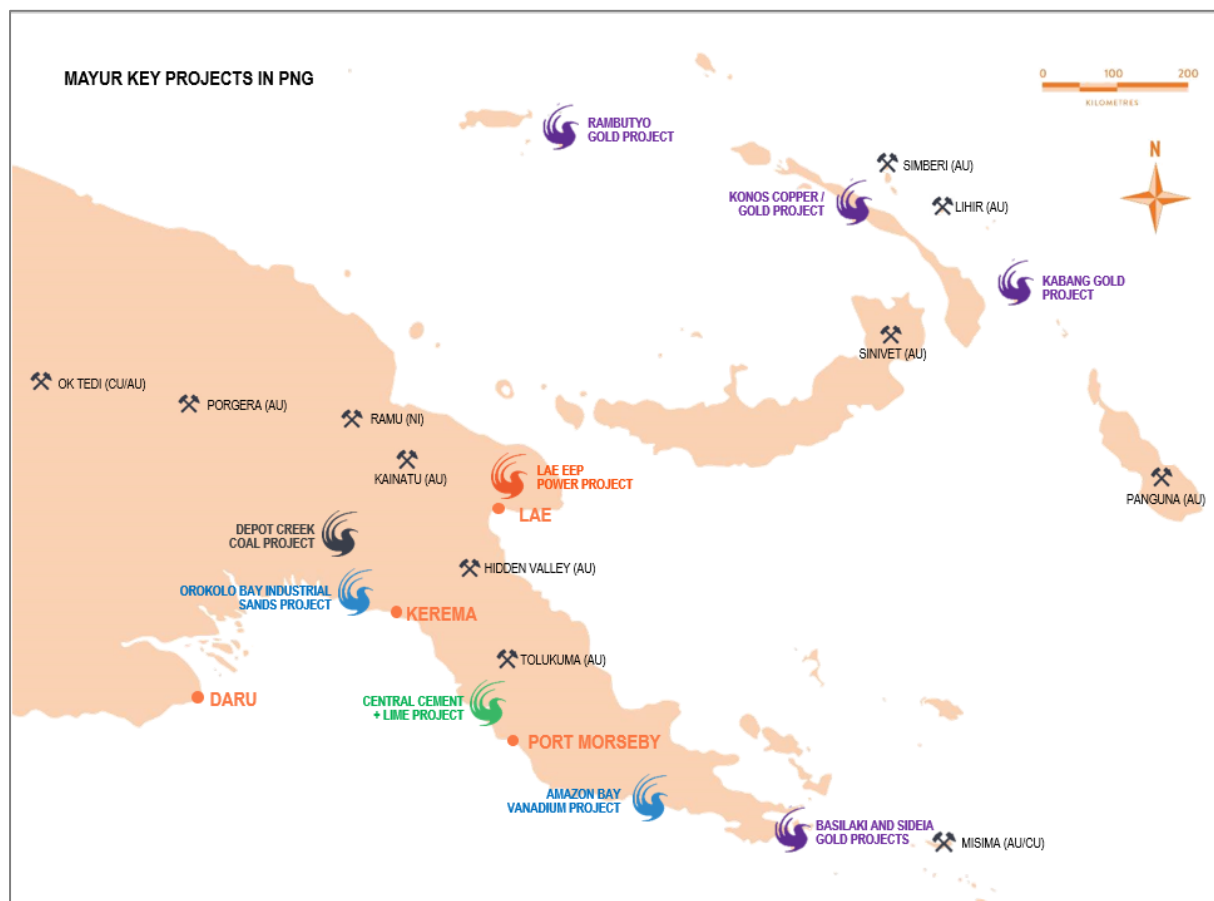 MAYUR KEY PROJECTS IN PNG
0 100 200
KILOMETRES
N
RAMBUTYO
GOLD PROJECT
SIMBERI (AU)
KONOS COPPER /
GOLD PROJECT
LIHIR (AU)
KABANG GOLD
PROJECT
SINIVET (AU)
OK TEDI (CU/AU)
PORGERA (AU)
RAMU (NI)
KAINATU (AU)
LAE EEP
POWER PROJECT
PANGUNA (AU)
LAE
DEPOT CREEK
COAL PROJECT
HIDDEN VALLEY (AU)
OROKOLO BAY INDUSTRIAL
SANDS PROJECT
KEREMA
TOLUKUMA (AU)
DARU
CENTRAL CEMENT
+ LIME PROJECT
PORT MORSEBY
AMAZON BAY
VANADIUM PROJECT
BASILAKI AND SIDEIA
GOLD PROJECTS
MISIMA (AU/CU)